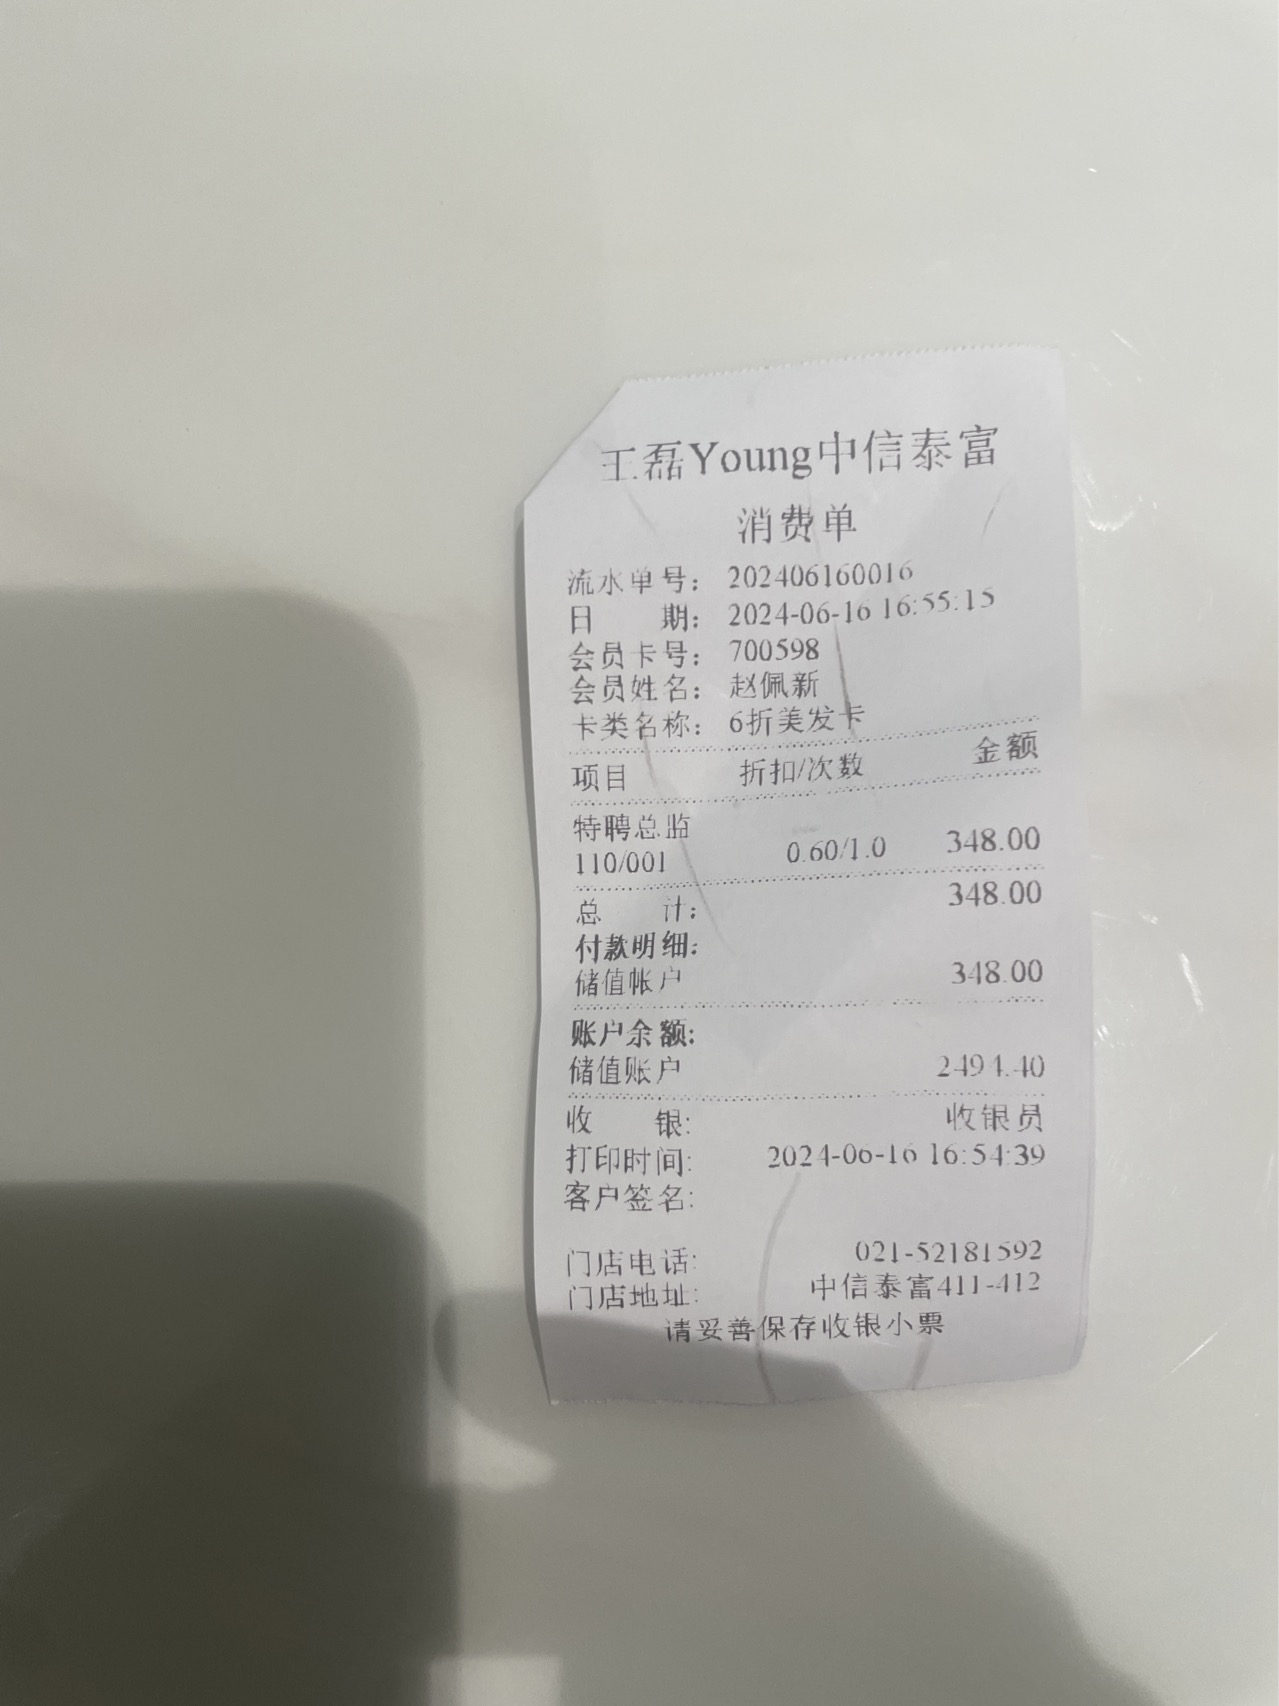 王磊Young中信泰富
消费单
流水单号： 202406160016
日 期： 2024-06-16 16:55:15
会员卡号： 700598
会员姓名： 赵佩新
卡类名称： 6折美发卡
项目 折扣/次数 金额
特聘总监
110/001 0.60/1.0 348.00
总 计： 348.00
付款明细：
储值帐户 348.00
账户余额：
储值账户 2494.40
收 银: 收银员
打印时间: 2024-06-16 16:54:39
客户签名:
门店电话: 021-52181592
门店地址: 中信泰富411-412
请妥善保存收银小票